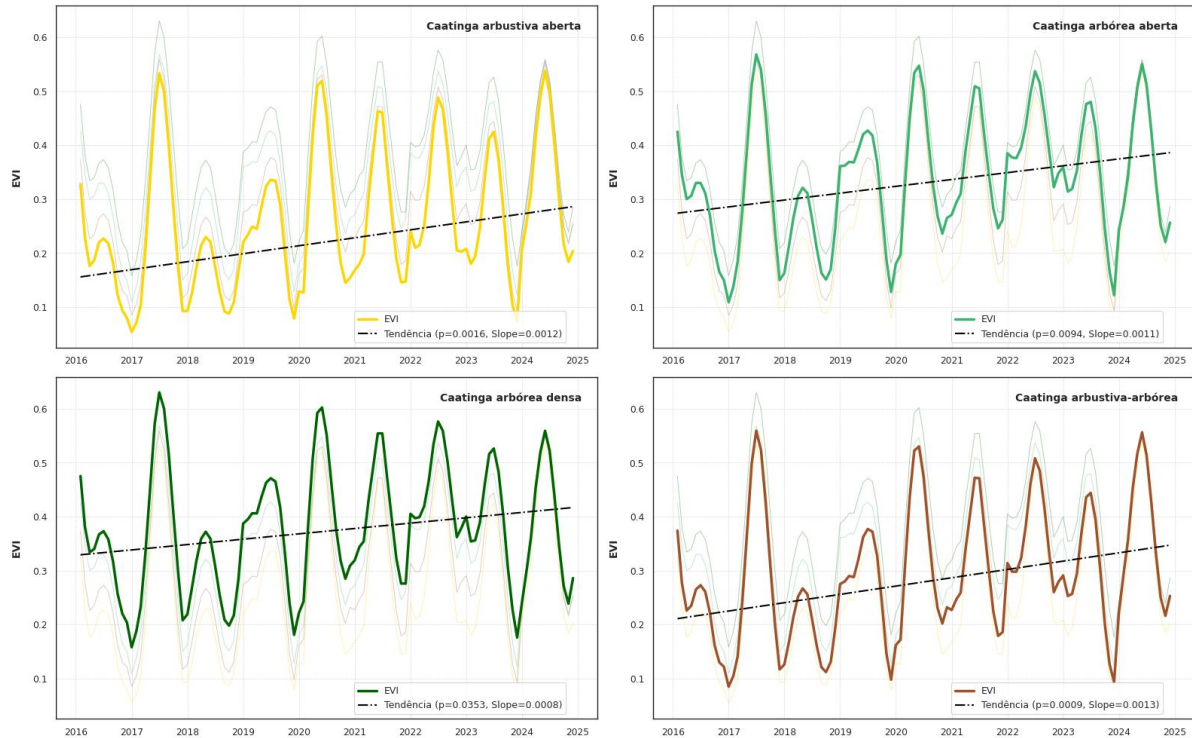 Caatinga arbustiva aberta
EVI
0.6
0.5
0.4
0.3
0.2
0.1
EVI
Tendência (p=0.0016, Slope=0.0012)
2016 2017 2018 2019 2020 2021 2022 2023 2024 2025
Caatinga arbórea aberta
EVI
0.6
0.5
0.4
0.3
0.2
0.1
EVI
Tendência (p=0.0094, Slope=0.0011)
2016 2017 2018 2019 2020 2021 2022 2023 2024 2025
Caatinga arbórea densa
EVI
0.6
0.5
0.4
0.3
0.2
0.1
EVI
Tendência (p=0.0353, Slope=0.0008)
2016 2017 2018 2019 2020 2021 2022 2023 2024 2025
Caatinga arbustiva-arbórea
EVI
0.6
0.5
0.4
0.3
0.2
0.1
EVI
Tendência (p=0.0009, Slope=0.0013)
2016 2017 2018 2019 2020 2021 2022 2023 2024 2025